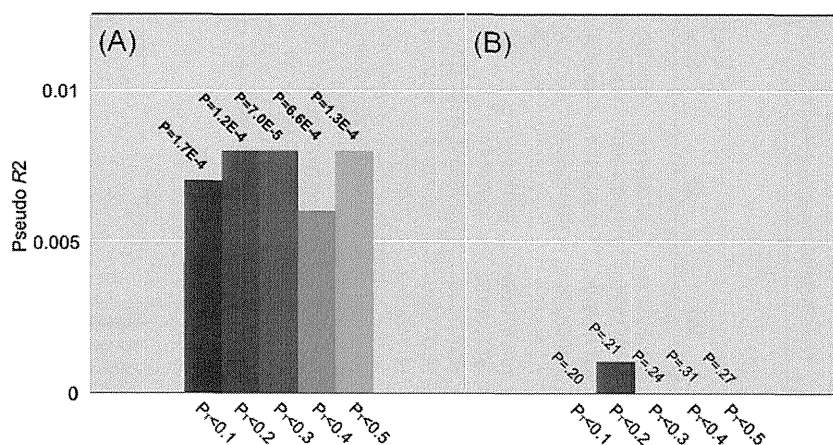 (A)
(B)
Pseudo R2
0.01
0.005
0
P=1.7E-4
P=1.2E-4
P=7.0E-5
P=6.6E-4
P=1.3E-4
P=.20
P=.21
P=.24
P=.31
P=.27
PT<0.1
PT<0.2
PT<0.3
PT<0.4
PT<0.5
PT<0.1
PT<0.2
PT<0.3
PT<0.4
PT<0.5